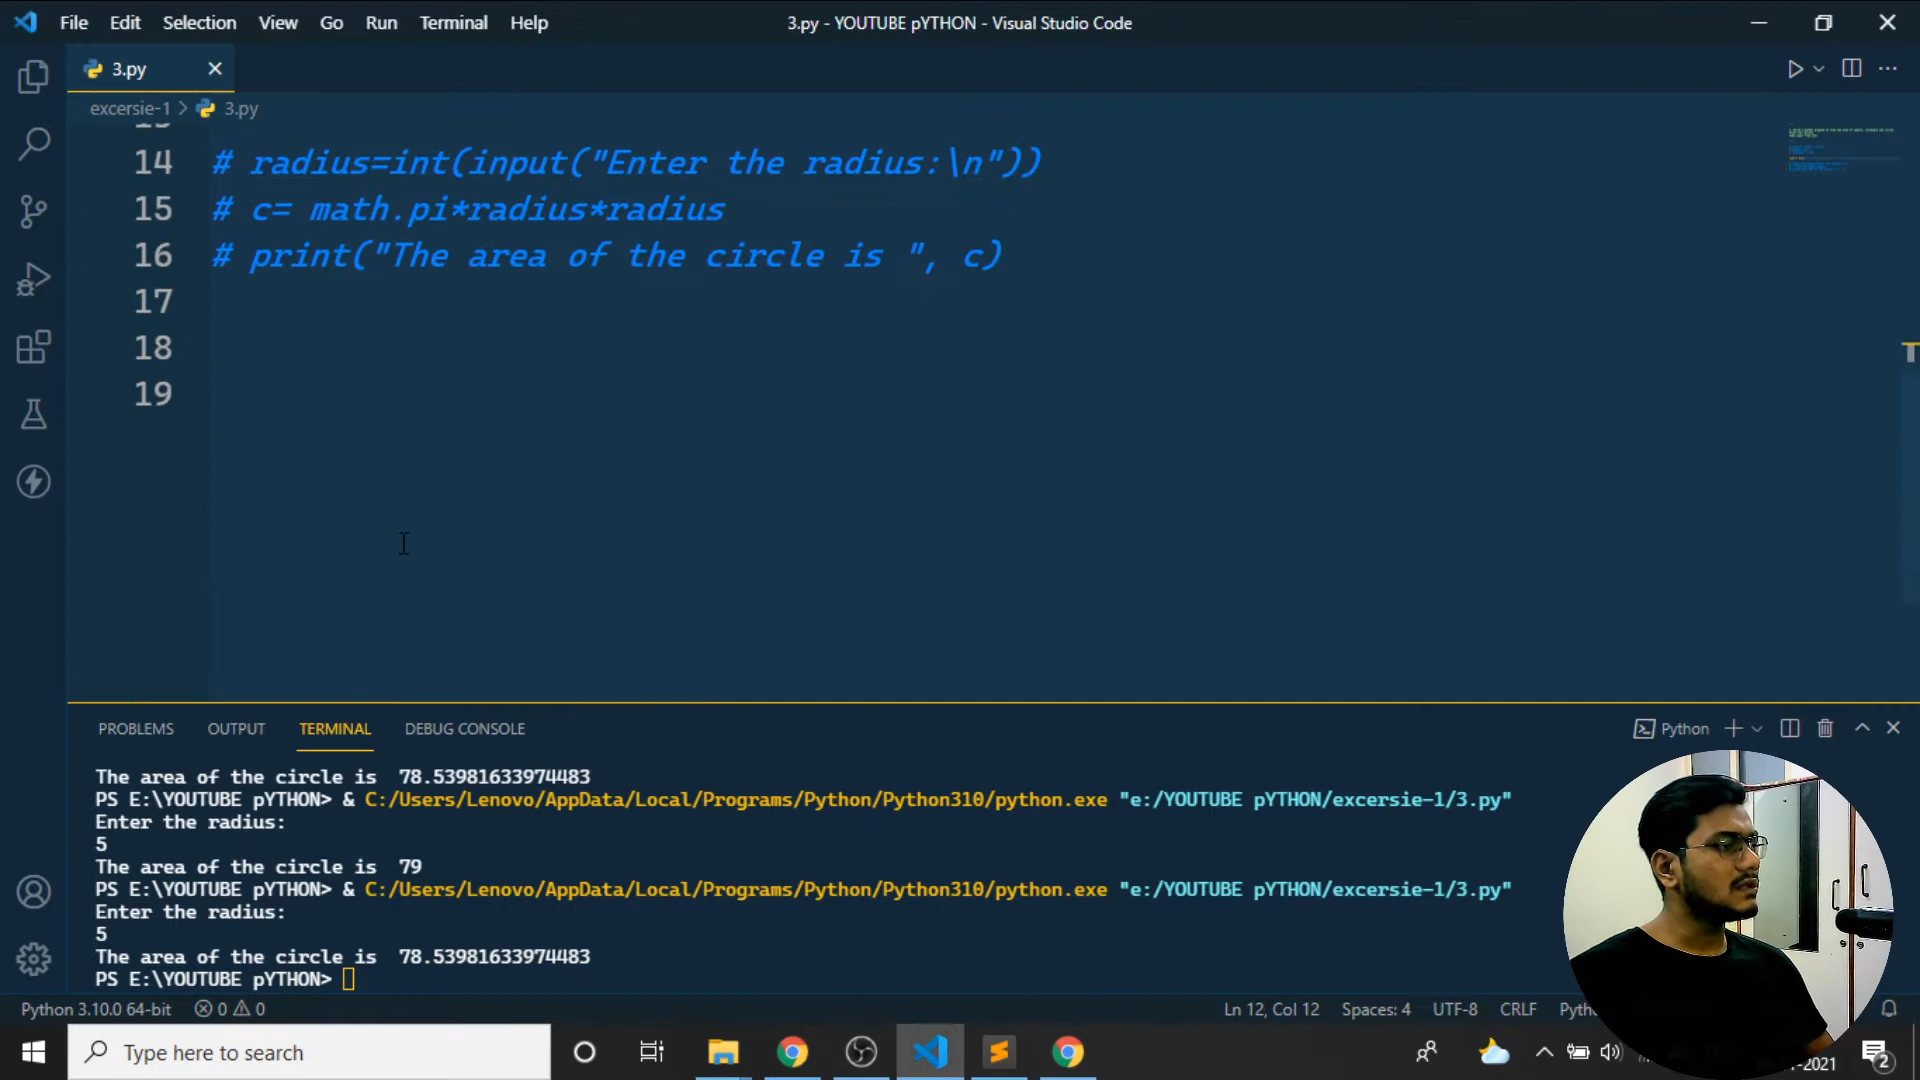 File Edit Selection View Go Run Terminal Help
3.py - YOUTUBE pYTHON - Visual Studio Code
3.py
excersie-1 > 3.py
14 # radius=int(input("Enter the radius:\n"))
15 # c= math.pi*radius*radius
16 # print("The area of the circle is ", c)
17
18
19
PROBLEMS OUTPUT TERMINAL DEBUG CONSOLE
Python
The area of the circle is  78.53981633974483
PS E:\YOUTUBE pYTHON> & C:/Users/Lenovo/AppData/Local/Programs/Python/Python310/python.exe "e:/YOUTUBE pYTHON/excersie-1/3.py"
Enter the radius:
5
The area of the circle is  79
PS E:\YOUTUBE pYTHON> & C:/Users/Lenovo/AppData/Local/Programs/Python/Python310/python.exe "e:/YOUTUBE pYTHON/excersie-1/3.py"
Enter the radius:
5
The area of the circle is  78.53981633974483
PS E:\YOUTUBE pYTHON>
Python 3.10.0 64-bit 0 0 Ln 12, Col 12 Spaces: 4 UTF-8 CRLF
Type here to search
2